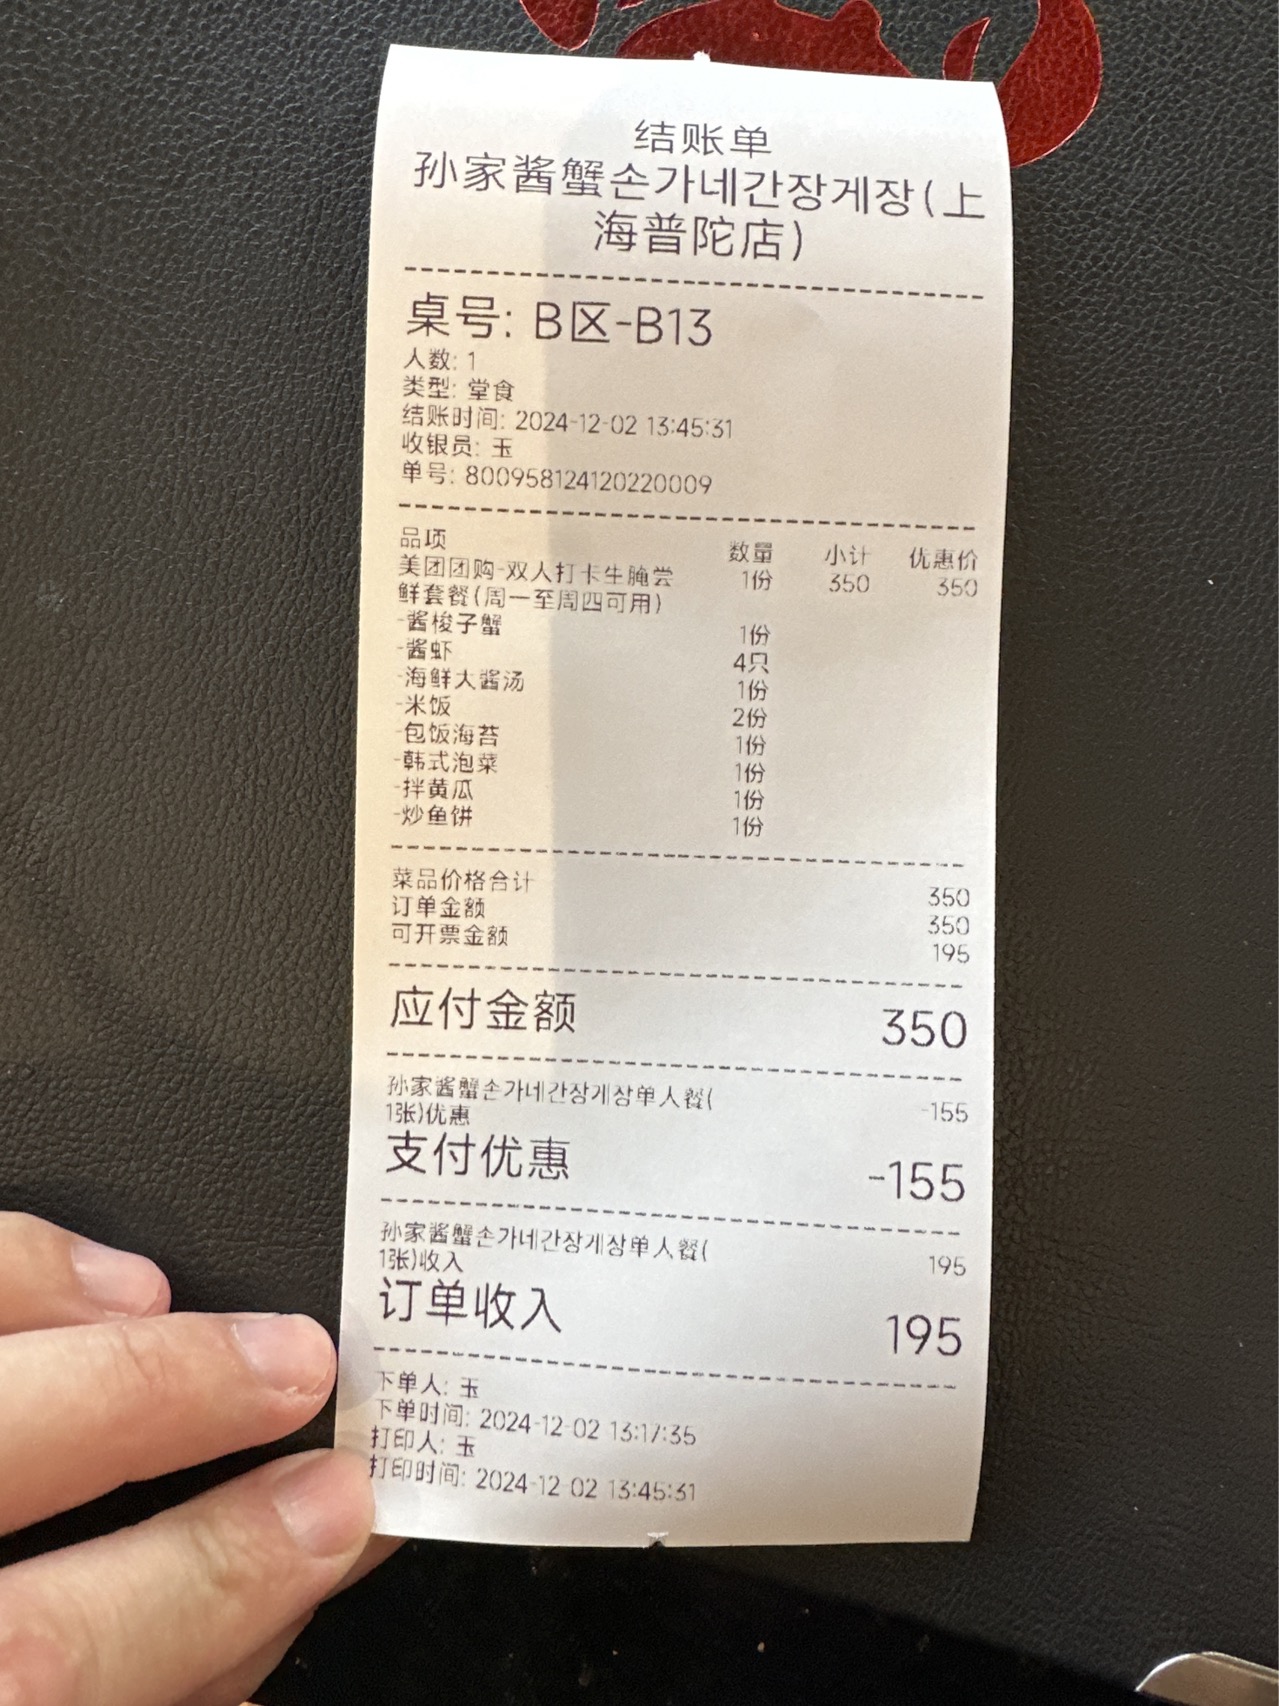 结账单
孙家酱蟹손가네간장게장(上
海普陀店)
桌号: B区-B13
人数: 1
类型: 堂食
结账时间: 2024-12-02 13:45:31
收银员: 玉
单号: 800958124120220009
品项 数量 小计 优惠价
美团团购-双人打卡生腌尝 1份 350 350
鲜套餐(周一至周四可用)
-酱梭子蟹 1份
-酱虾 4只
-海鲜大酱汤 1份
-米饭 2份
-包饭海苔 1份
-韩式泡菜 1份
-拌黄瓜 1份
-炒鱼饼 1份
菜品价格合计 350
订单金额 350
可开票金额 195
应付金额 350
孙家酱蟹손가네간장게장单人餐( -155
1张)优惠
支付优惠 -155
孙家酱蟹손가네간장게장单人餐( 195
1张)收入
订单收入 195
下单人: 玉
下单时间: 2024-12-02 13:17:35
打印人: 玉
打印时间: 2024-12-02 13:45:31